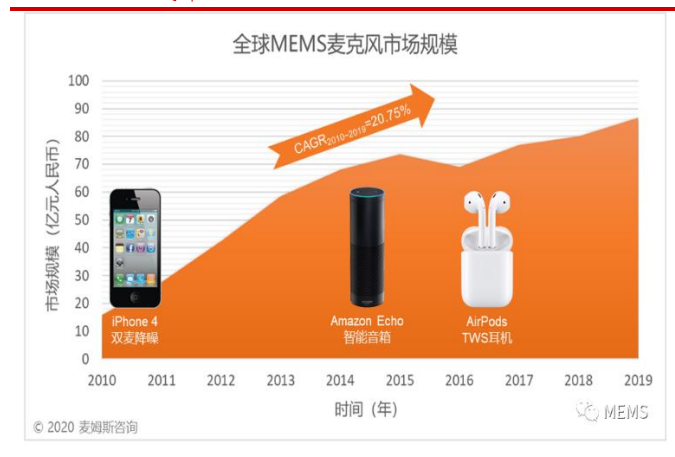 全球MEMS麦克风市场规模
市场规模（亿元人民币）
100
90
80
70
60
50
40
30
20
10
0
CAGR2010-2019=20.75%
iPhone 4
双麦降噪
Amazon Echo
智能音箱
AirPods
TWS耳机
2010 2011 2012 2013 2014 2015 2016 2017 2018 2019
时间（年）
MEMS
© 2020 麦姆斯咨询